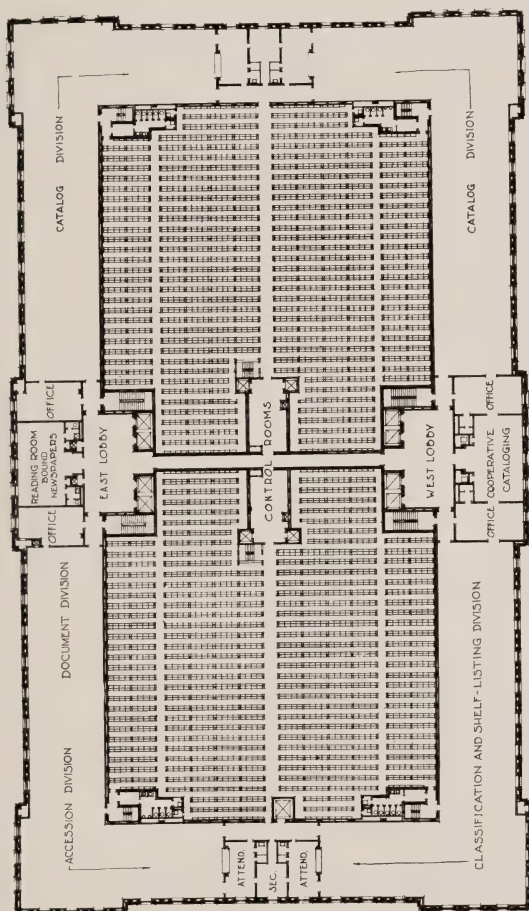 CATALOG DIVISION
CATALOG DIVISION
OFFICE
READING ROOM
BOUND
NEWSPAPERS
OFFICE
EAST LOBBY
CONTROL ROOMS
WEST LOBBY
OFFICE
COOPERATIVE
CATALOGING
OFFICE
DOCUMENT DIVISION
ACCESSION DIVISION
CLASSIFICATION AND SHELF-LISTING DIVISION
ATTEND.
SEC.
ATTEND.